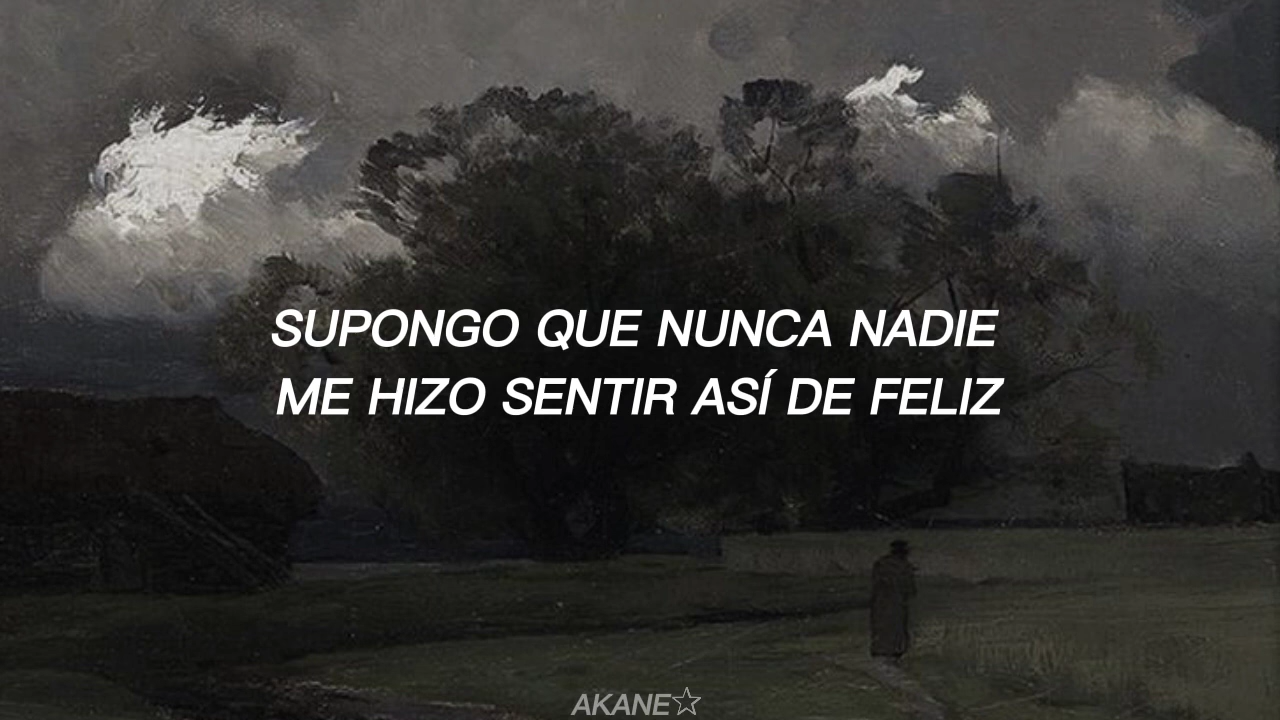 SUPONGO QUE NUNCA NADIE
ME HIZO SENTIR ASÍ DE FELIZ
AKANE☆